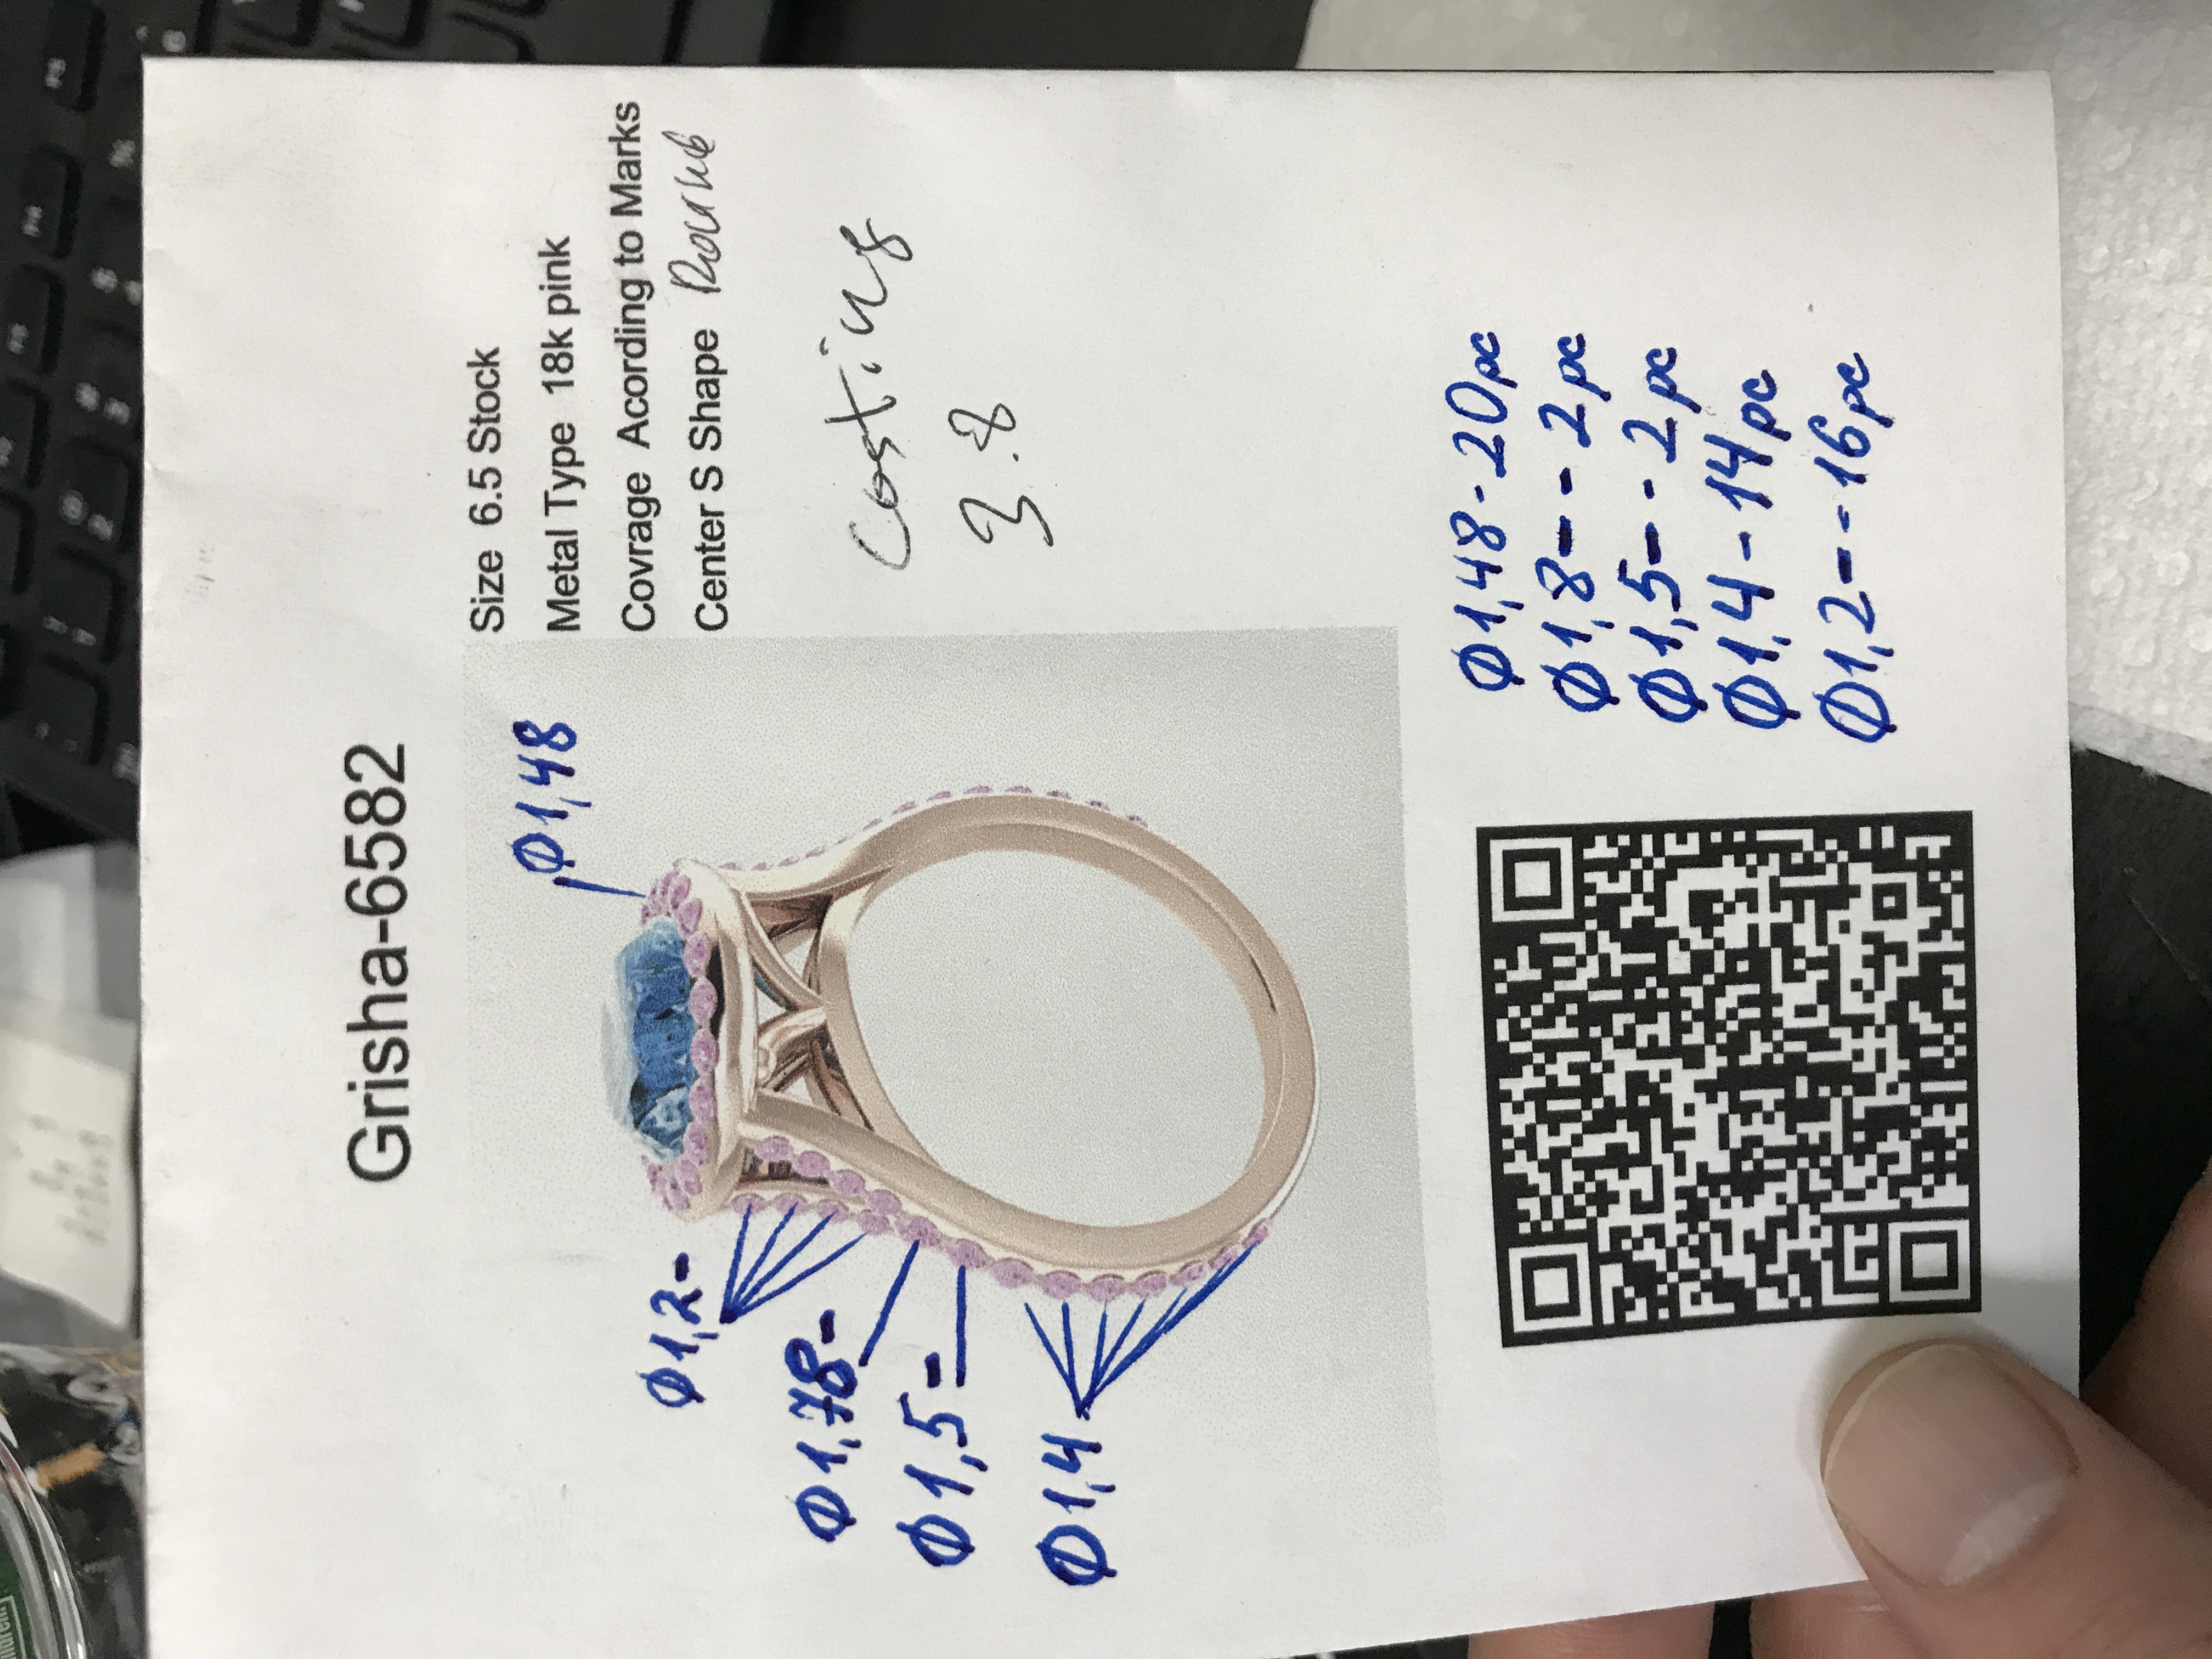 Grisha-6582
Size 6.5 Stock
Metal Type 18k pink
Covrage Acording to Marks
Center S Shape Round
Casting
3.8
Ø1,48
Ø1,2-
Ø1,78-
Ø1,5-
Ø1,4
Ø1,48-20pc
Ø1,8--2pc
Ø1,5--2pc
Ø1,4-14pc
Ø1,2--16pc